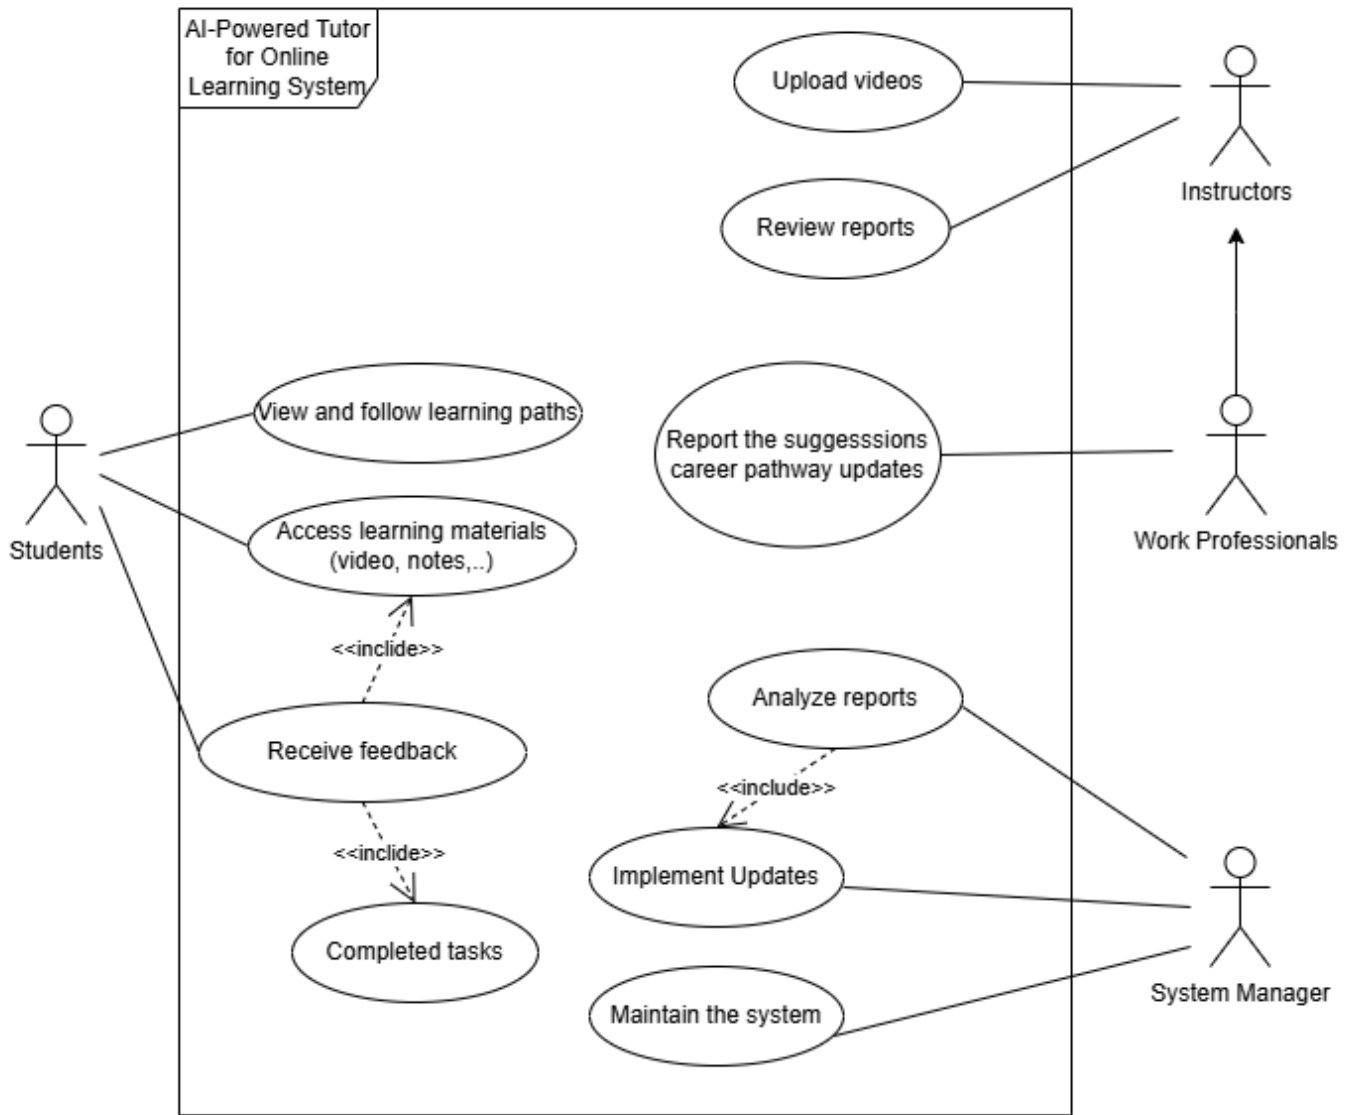 AI-Powered Tutor
for Online
Learning System
Upload videos
Instructors
Review reports
View and follow learning paths
Report the suggesssions
career pathway updates
Students
Work Professionals
Access learning materials
(video, notes,..)
<<inclide>>
Analyze reports
Receive feedback
<<include>>
<<inclide>>
Implement Updates
Completed tasks
System Manager
Maintain the system